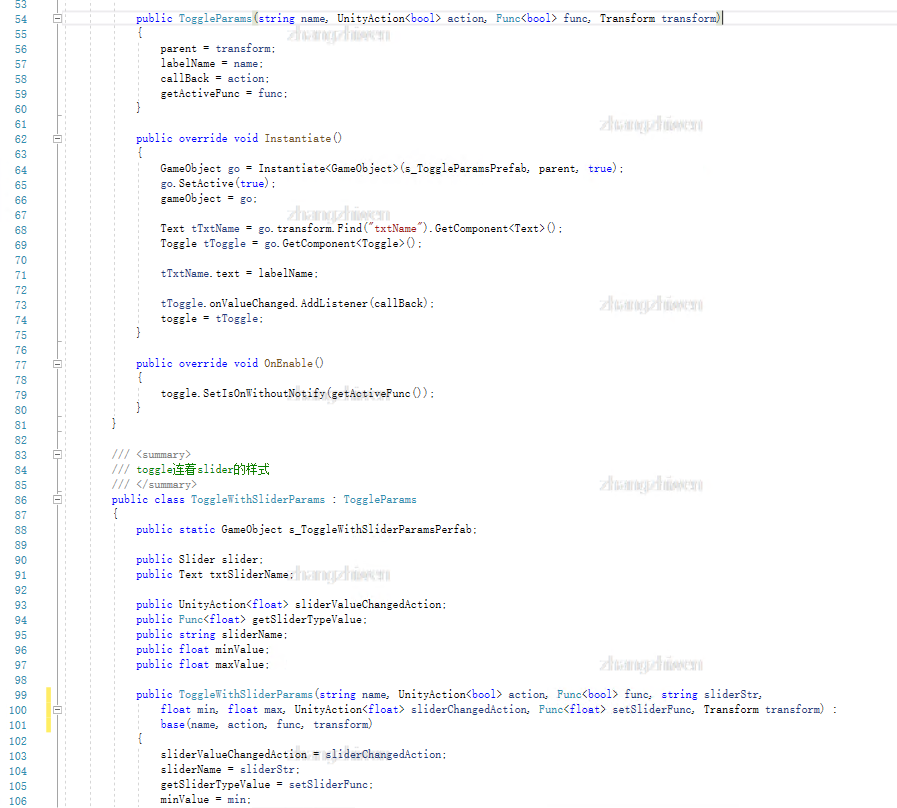 53
54 public ToggleParams(string name, UnityAction<bool> action, Func<bool> func, Transform transform)
55 {
56 parent = transform;
57 labelName = name;
58 callBack = action;
59 getActiveFunc = func;
60 }
61
62 public override void Instantiate()
63 {
64 GameObject go = Instantiate<GameObject>(s_ToggleParamsPrefab, parent, true);
65 go.SetActive(true);
66 gameObject = go;
67
68 Text tTxtName = go.transform.Find("txtName").GetComponent<Text>();
69 Toggle tToggle = go.GetComponent<Toggle>();
70
71 tTxtName.text = labelName;
72
73 tToggle.onValueChanged.AddListener(callBack);
74 toggle = tToggle;
75 }
76
77 public override void OnEnable()
78 {
79 toggle.SetIsOnWithoutNotify(getActiveFunc());
80 }
81 }
82
83 /// <summary>
84 /// toggle连着slider的样式
85 /// </summary>
86 public class ToggleWithSliderParams : ToggleParams
87 {
88 public static GameObject s_ToggleWithSliderParamsPerfab;
89
90 public Slider slider;
91 public Text txtSliderName;
92
93 public UnityAction<float> sliderValueChangedAction;
94 public Func<float> getSliderTypeValue;
95 public string sliderName;
96 public float minValue;
97 public float maxValue;
98
99 public ToggleWithSliderParams(string name, UnityAction<bool> action, Func<bool> func, string sliderStr,
100 float min, float max, UnityAction<float> sliderChangedAction, Func<float> setSliderFunc, Transform transform) :
101 base(name, action, func, transform)
102 {
103 sliderValueChangedAction = sliderChangedAction;
104 sliderName = sliderStr;
105 getSliderTypeValue = setSliderFunc;
106 minValue = min;
zhangzhiwen
zhangzhiwen
zhangzhiwen
zhangzhiwen
zhangzhiwen
zhangzhiwen
zhangzhiwen
zhangzhiwen
zhangzhiwen